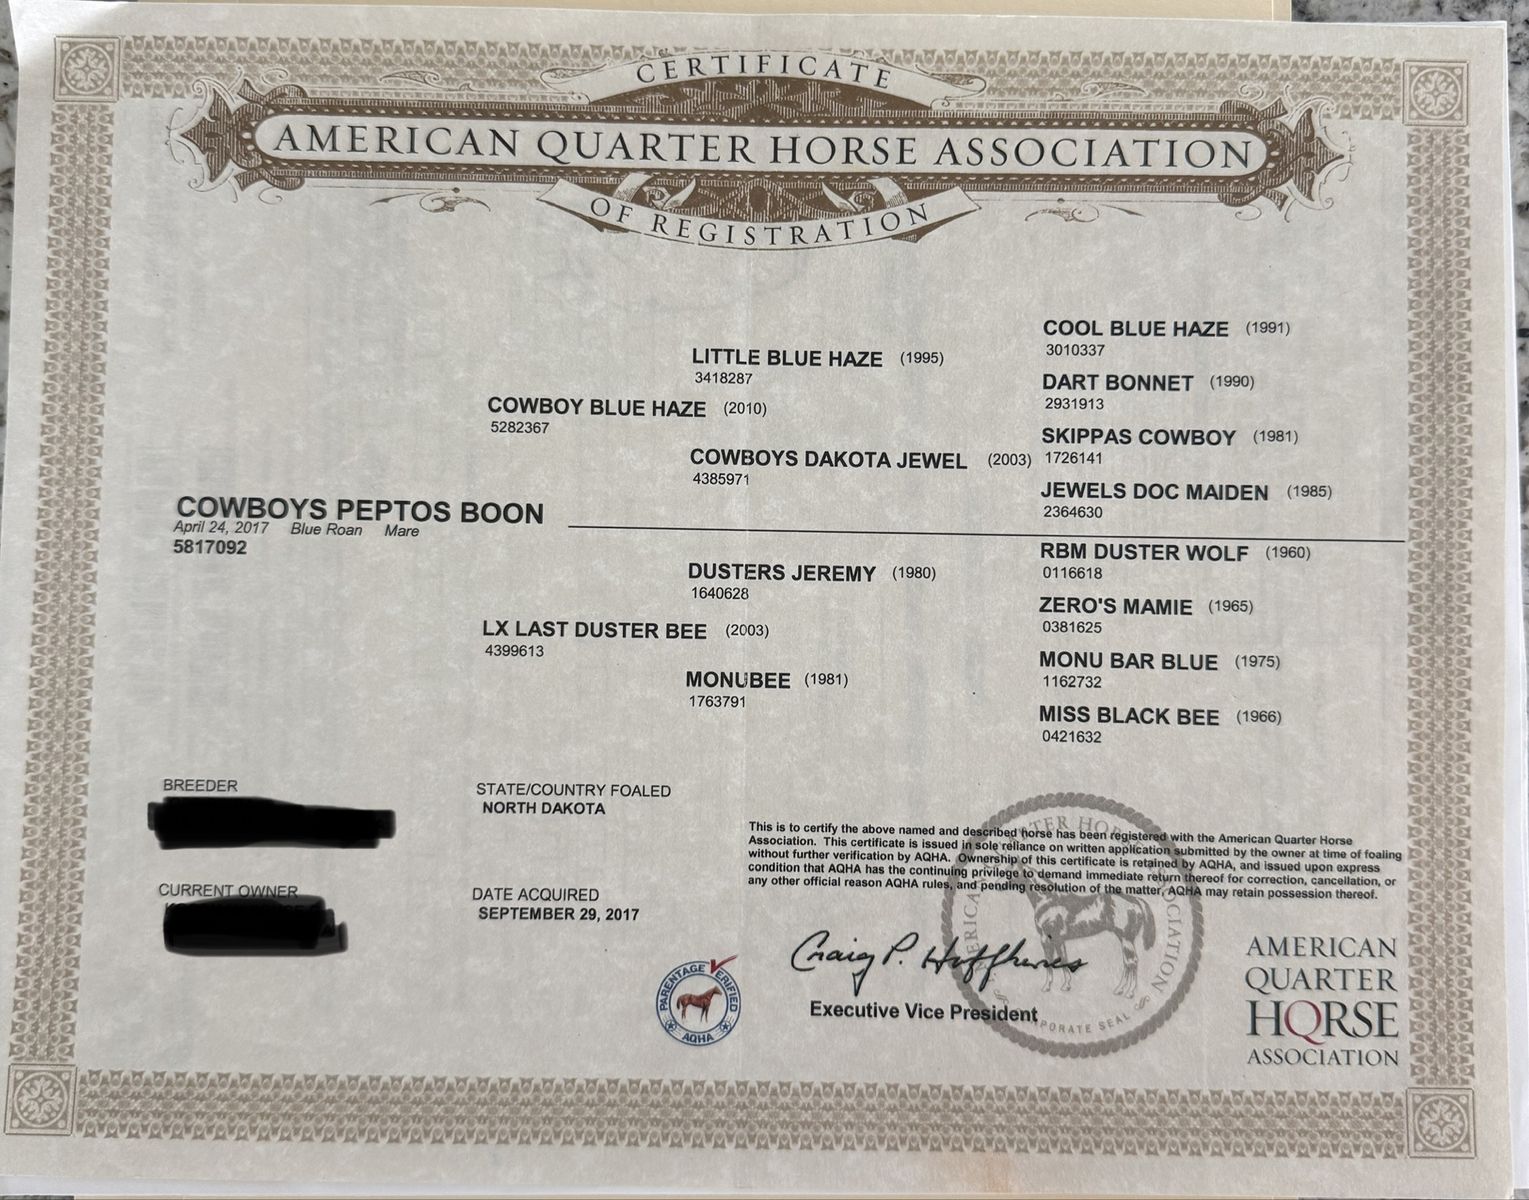 CERTIFICATE
AMERICAN QUARTER HORSE ASSOCIATION
OF REGISTRATION
COOL BLUE HAZE (1991)
3010337
LITTLE BLUE HAZE (1995)
3418287
DART BONNET (1990)
2931913
COWBOY BLUE HAZE (2010)
5282367
SKIPPAS COWBOY (1981)
1726141
COWBOYS DAKOTA JEWEL (2003)
4385971
JEWELS DOC MAIDEN (1985)
2364630
COWBOYS PEPTOS BOON
April 24, 2017 Blue Roan Mare
5817092
RBM DUSTER WOLF (1960)
0116618
DUSTERS JEREMY (1980)
1640628
ZERO'S MAMIE (1965)
0381625
LX LAST DUSTER BEE (2003)
4399613
MONU BAR BLUE (1975)
1162732
MONUBEE (1981)
1763791
MISS BLACK BEE (1966)
0421632
BREEDER
STATE/COUNTRY FOALED
NORTH DAKOTA
CURRENT OWNER
DATE ACQUIRED
SEPTEMBER 29, 2017
This is to certify the above named and described horse has been registered with the American Quarter Horse
Association. This certificate is issued in sole reliance on written application submitted by the owner at time of foaling
without further verification by AQHA. Ownership of this certificate is retained by AQHA, and issued upon express
condition that AQHA has the continuing privilege to demand immediate return thereof for correction, cancellation, or
any other official reason AQHA rules, and pending resolution of the matter, AQHA may retain possession thereof.
Craig P. Huffhines
Executive Vice President
PARENTAGE VERIFIED
AQHA
CORPORATE SEAL
AMERICAN
QUARTER
HORSE
ASSOCIATION